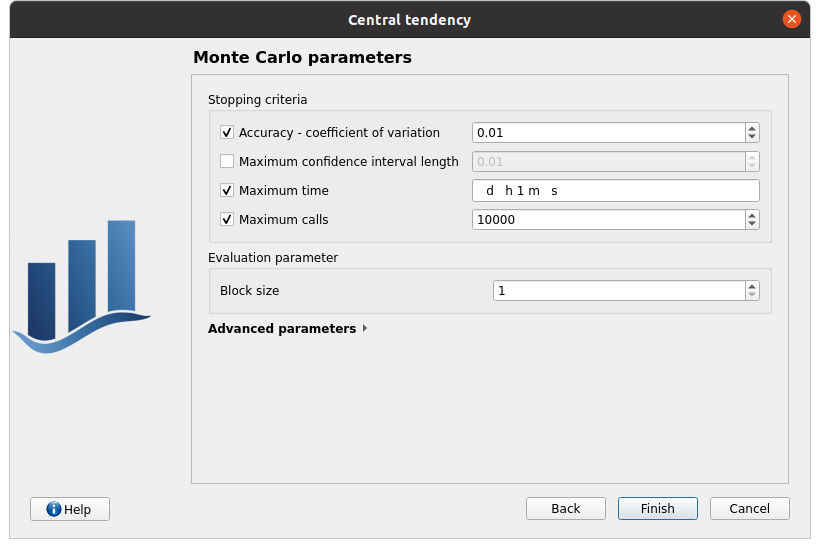 Central tendency
Monte Carlo parameters
Stopping criteria
Accuracy - coefficient of variation 0.01
Maximum confidence interval length 0.01
Maximum time d h 1 m s
Maximum calls 10000
Evaluation parameter
Block size 1
Advanced parameters
Help Back Finish Cancel